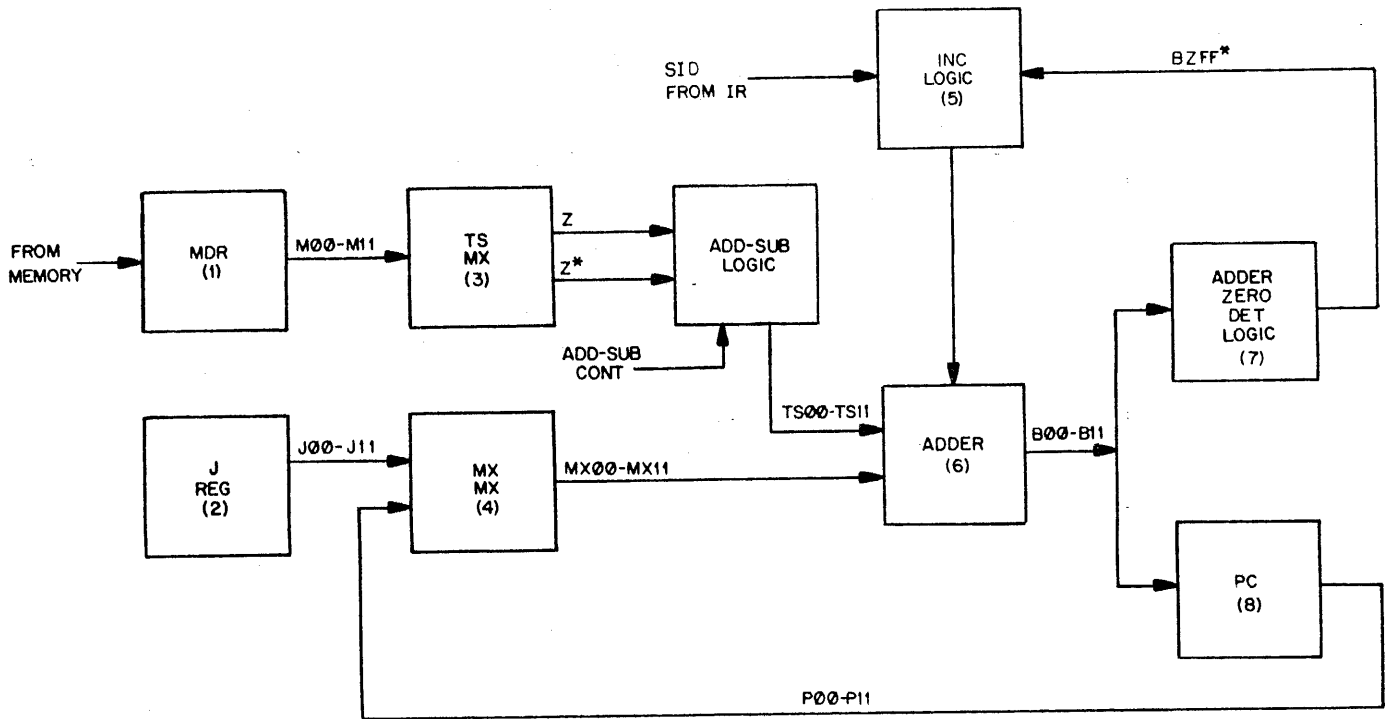 SID
FROM IR
INC
LOGIC
(5)
BZFF*
FROM
MEMORY
MDR
(1)
M00-M11
TS
MX
(3)
Z
Z*
ADD-SUB
LOGIC
ADD-SUB
CONT
ADDER
ZERO
DET
LOGIC
(7)
J
REG
(2)
J00-J11
MX
MX
(4)
MX00-MX11
TS00-TS11
ADDER
(6)
B00-B11
PC
(8)
P00-P11